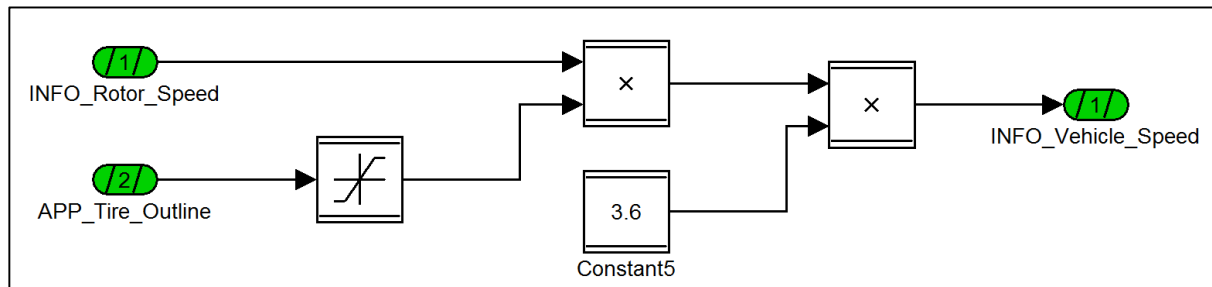 1
INFO_Rotor_Speed
×
×
1
INFO_Vehicle_Speed
2
APP_Tire_Outline
3.6
Constant5